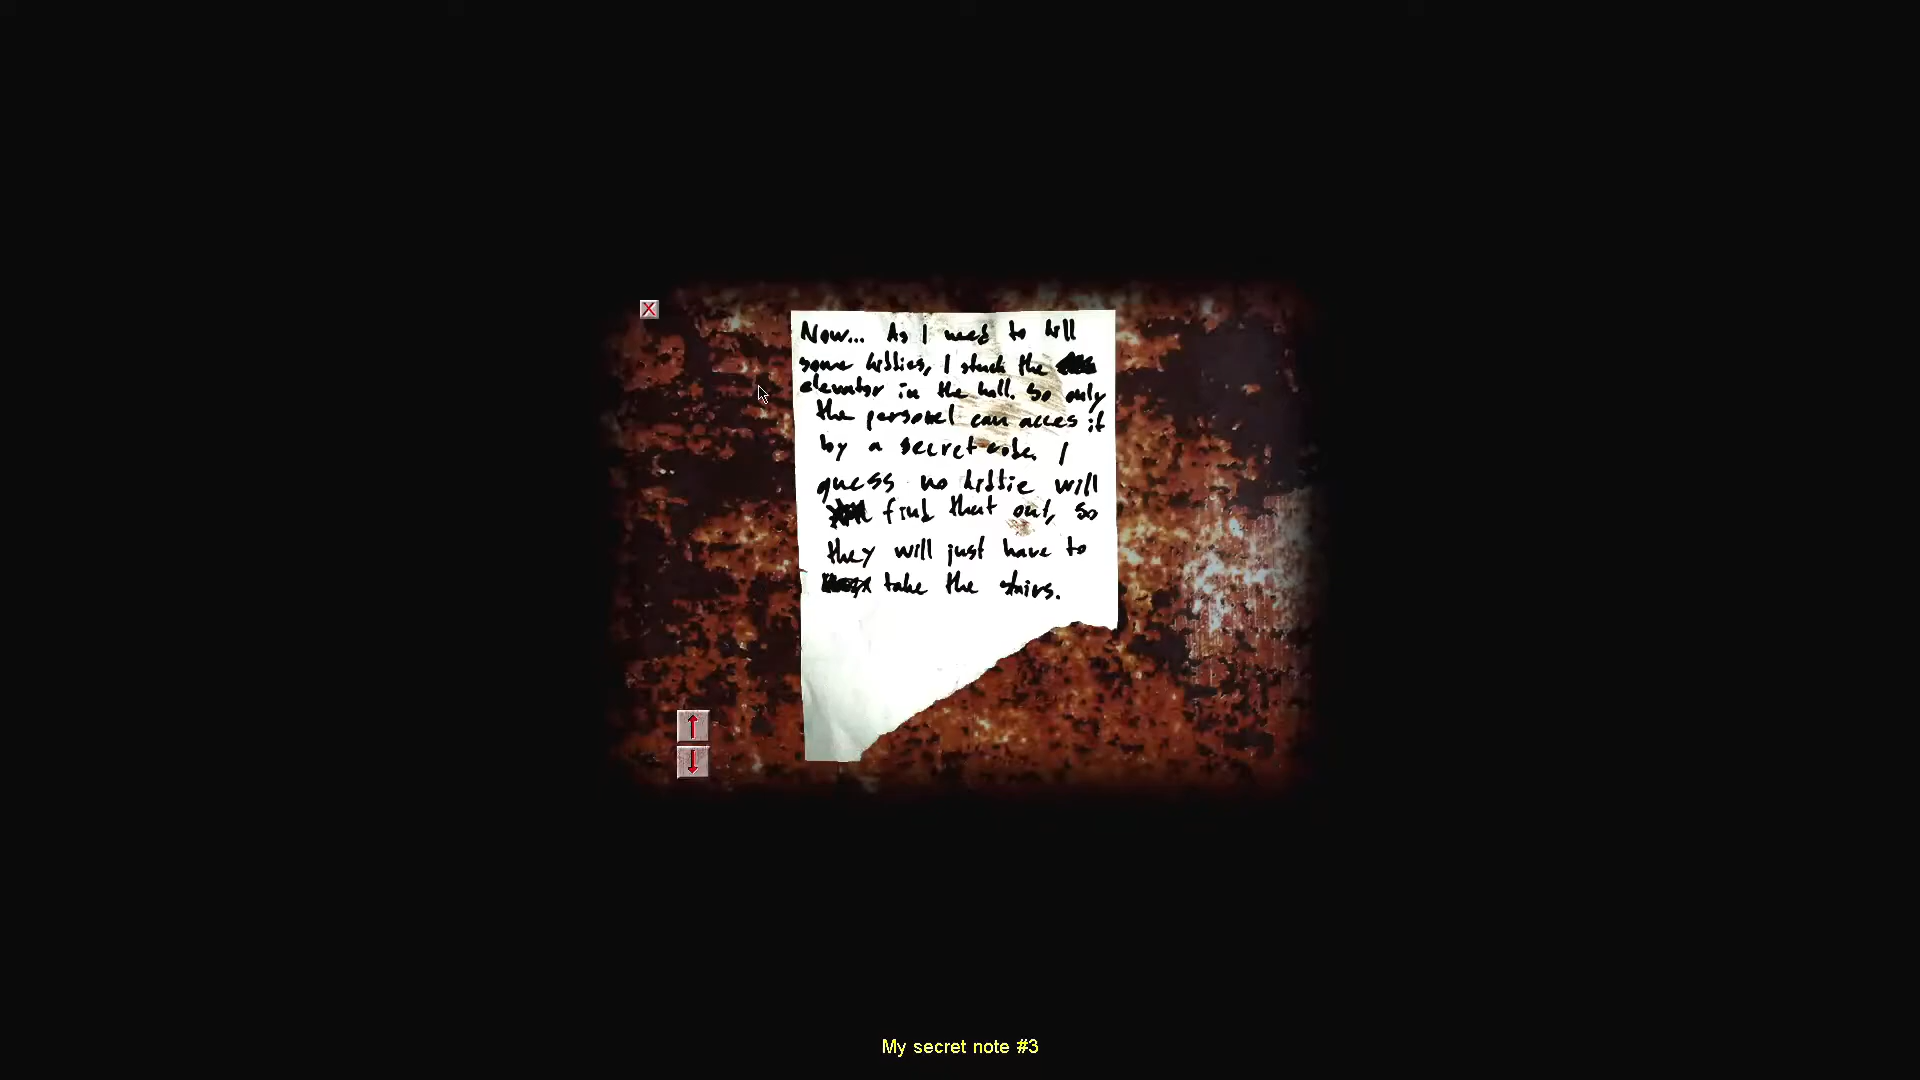 Now... As I need to kill
some kiddies, I stuck the
elevator in the hall. So only
the personel can acces it
by a secret code. I
guess no kiddie will
find that out, so
they will just have to
take the stairs.
My secret note #3